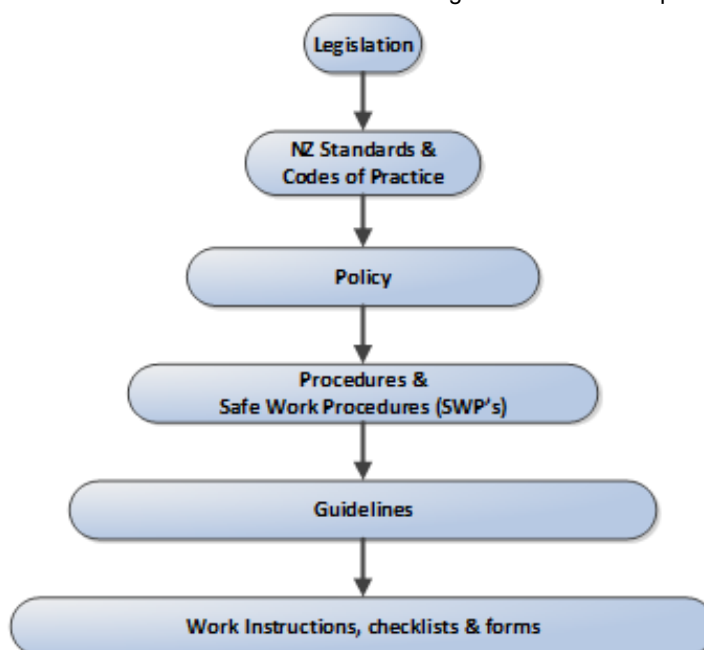 Legislation
NZ Standards &
Codes of Practice
Policy
Procedures &
Safe Work Procedures (SWP's)
Guidelines
Work Instructions, checklists & forms